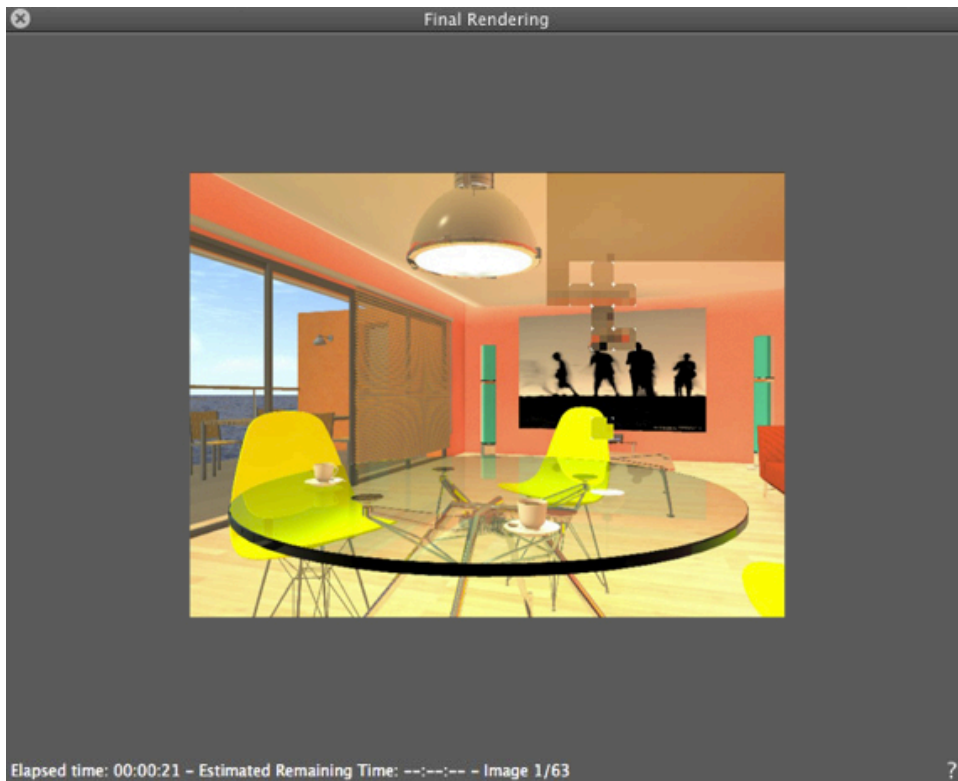 Final Rendering
Elapsed time: 00:00:21 – Estimated Remaining Time: --:--:-- – Image 1/63
?